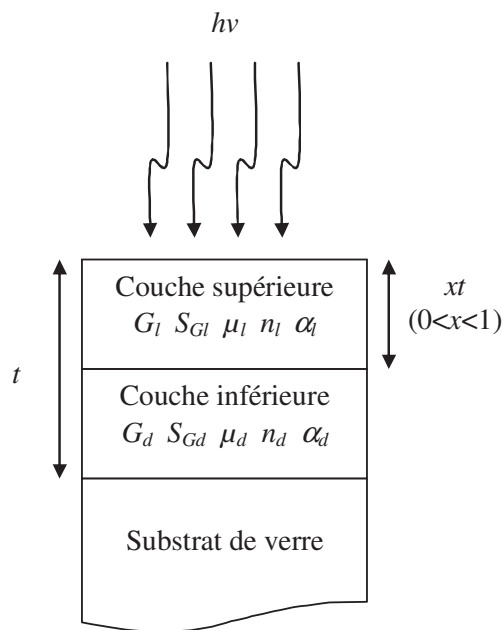 hν
Couche supérieure
G_l S_Gl μ_l n_l α_l
xt
(0<x<1)
t
Couche inférieure
G_d S_Gd μ_d n_d α_d
Substrat de verre